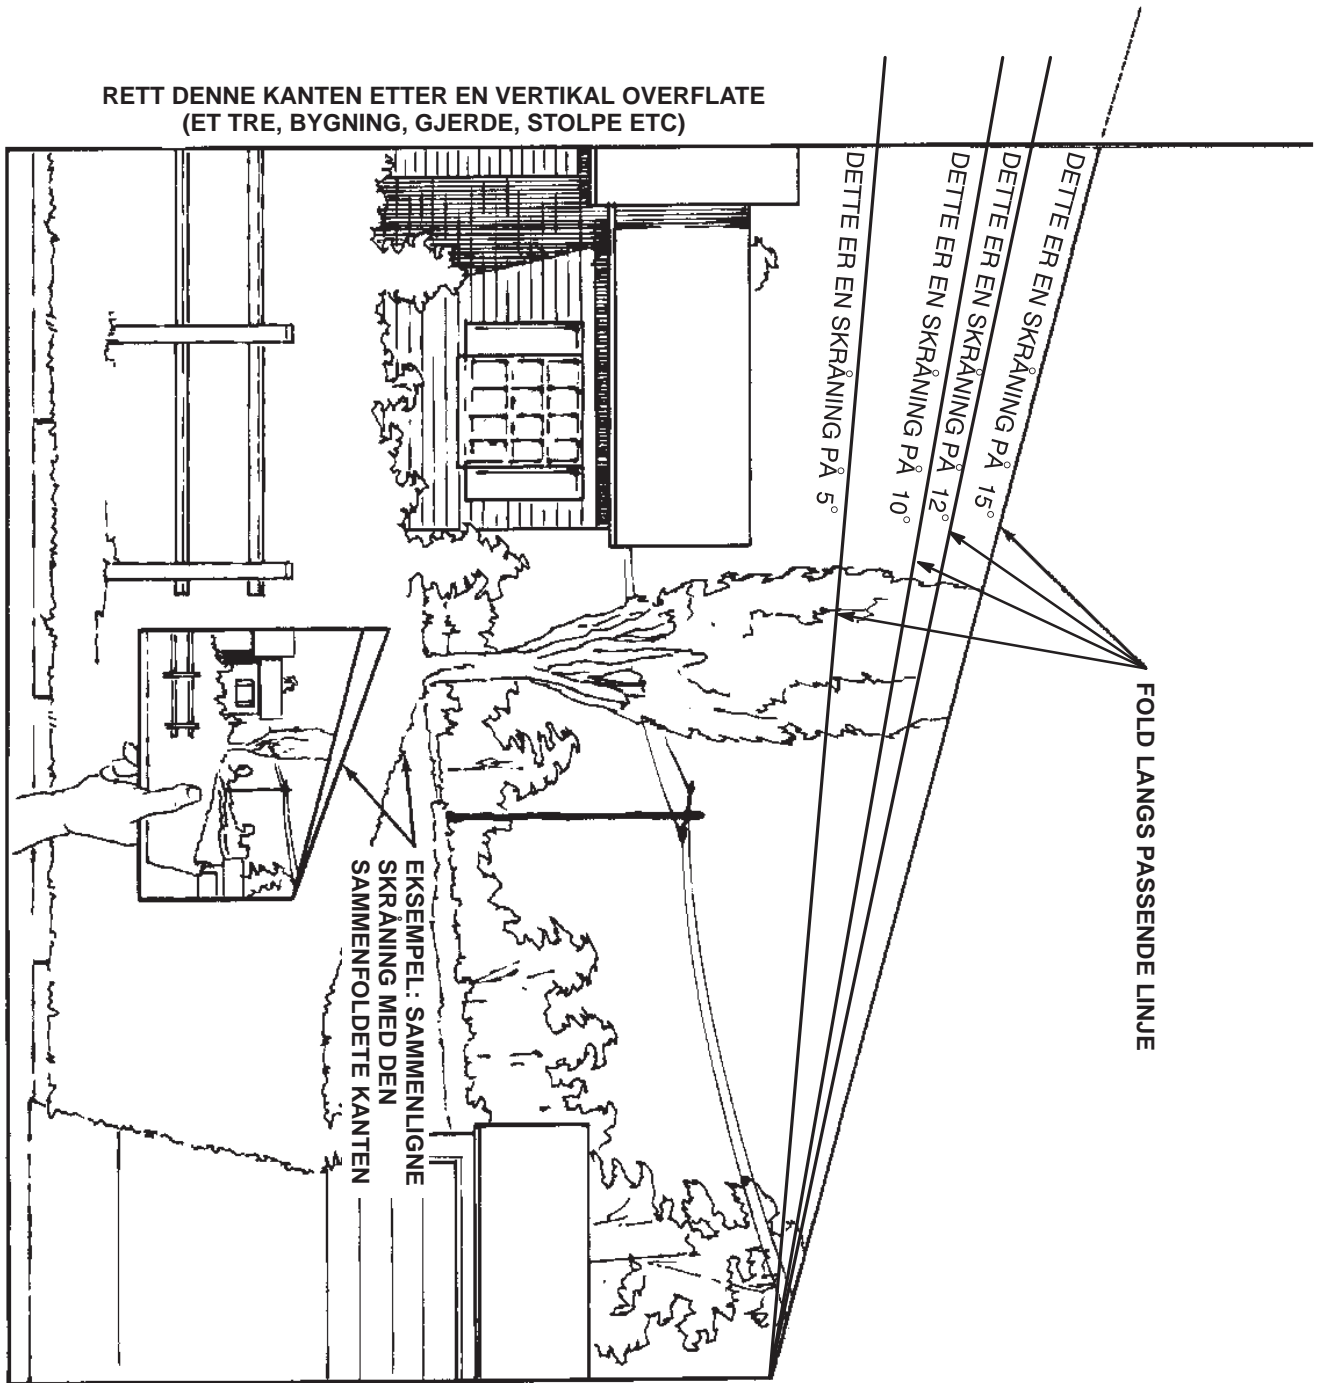 RETT DENNE KANTEN ETTER EN VERTIKAL OVERFLATE
(ET TRE, BYGNING, GJERDE, STOLPE ETC)
DETTE ER EN SKRÅNING PÅ 15°
DETTE ER EN SKRÅNING PÅ 12°
DETTE ER EN SKRÅNING PÅ 10°
DETTE ER EN SKRÅNING PÅ 5°
FOLD LANGS PASSENDE LINJE
EKSEMPEL: SAMMENLIGNE
SKRÅNING MED DEN
SAMMENFOLDETE KANTEN